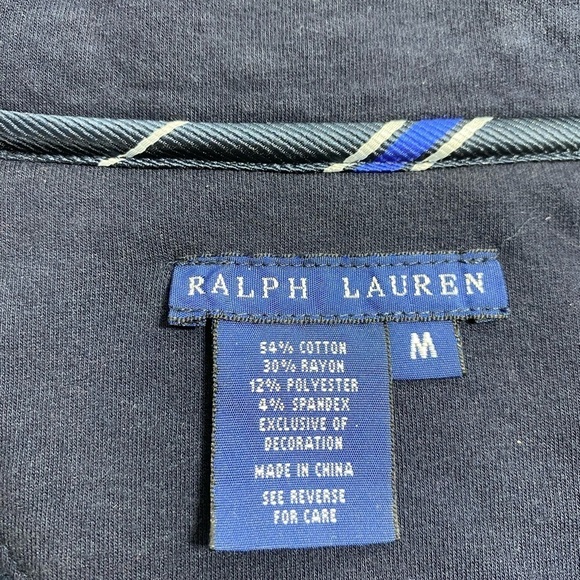 RALPH LAUREN
M
54% COTTON
30% RAYON
12% POLYESTER
4% SPANDEX
EXCLUSIVE OF
DECORATION
MADE IN CHINA
SEE REVERSE
FOR CARE